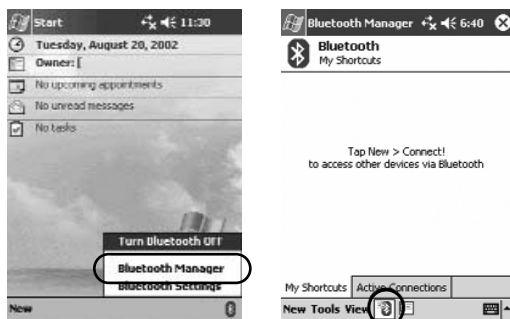 Start 11:30
Tuesday, August 20, 2002
Owner: [
No upcoming appointments
No unread messages
No tasks
Turn Bluetooth OFF
Bluetooth Manager
Bluetooth Settings
New
Bluetooth Manager 6:40
Bluetooth
My Shortcuts
Tap New > Connect!
to access other devices via Bluetooth
My Shortcuts Active Connections
New Tools View